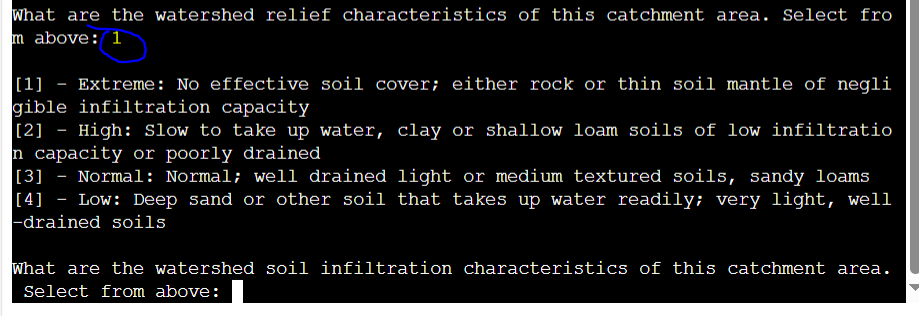 What are the watershed relief characteristics of this catchment area. Select fro
m above: 1
[1] - Extreme: No effective soil cover; either rock or thin soil mantle of negli
gible infiltration capacity
[2] - High: Slow to take up water, clay or shallow loam soils of low infiltratio
n capacity or poorly drained
[3] - Normal: Normal; well drained light or medium textured soils, sandy loams
[4] - Low: Deep sand or other soil that takes up water readily; very light, well
-drained soils
What are the watershed soil infiltration characteristics of this catchment area.
Select from above: